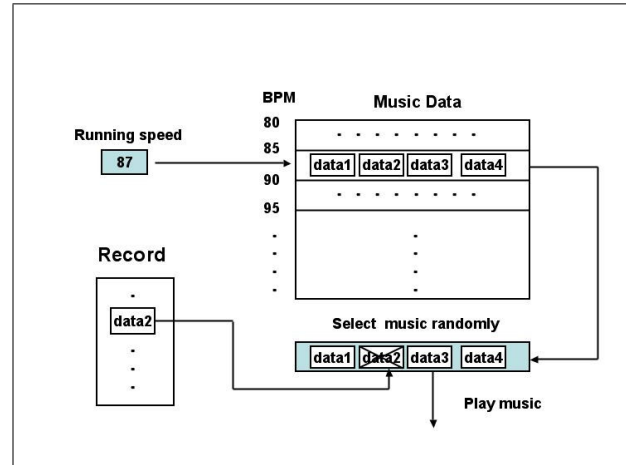 BPM
Music Data
80
Running speed
85
87
data1 data2 data3 data4
90
95
Record
data2
Select music randomly
data1 data2 data3 data4
Play music